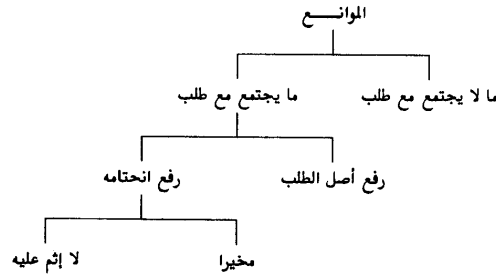 الموانـــع
ما لا يجتمع مع طلب
ما يجتمع مع طلب
رفع أصل الطلب
رفع انحتامه
مخيرا
لا إثم عليه